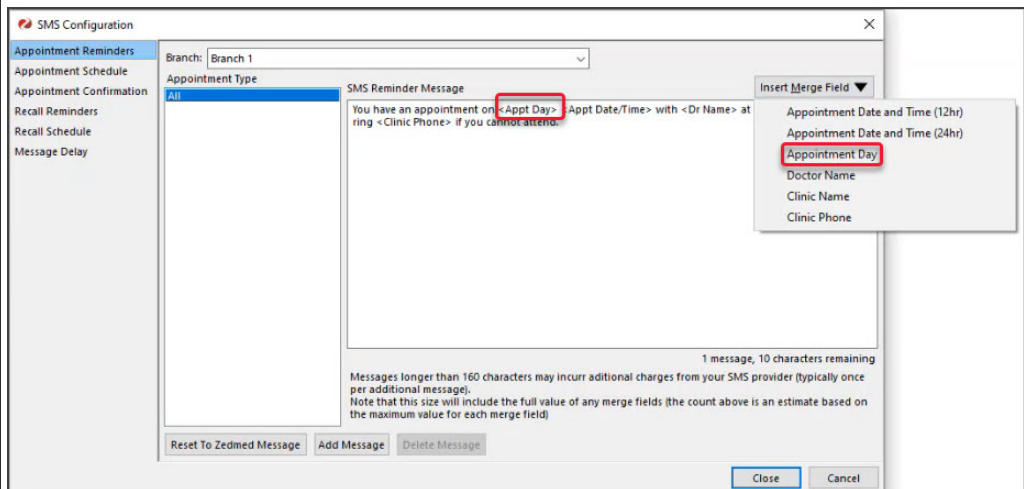 SMS Configuration
Appointment Reminders
Appointment Schedule
Appointment Confirmation
Recall Reminders
Recall Schedule
Message Delay
Branch: Branch 1
Appointment Type
All
SMS Reminder Message
Insert Merge Field
You have an appointment on <Appt Day> <Appt Date/Time> with <Dr Name> at
ring <Clinic Phone> if you cannot attend.
Appointment Date and Time (12hr)
Appointment Date and Time (24hr)
Appointment Day
Doctor Name
Clinic Name
Clinic Phone
1 message, 10 characters remaining
Messages longer than 160 characters may incurr aditional charges from your SMS provider (typically once
per additional message).
Note that this size will include the full value of any merge fields (the count above is an estimate based on
the maximum value for each merge field)
Reset To Zedmed Message
Add Message
Delete Message
Close
Cancel